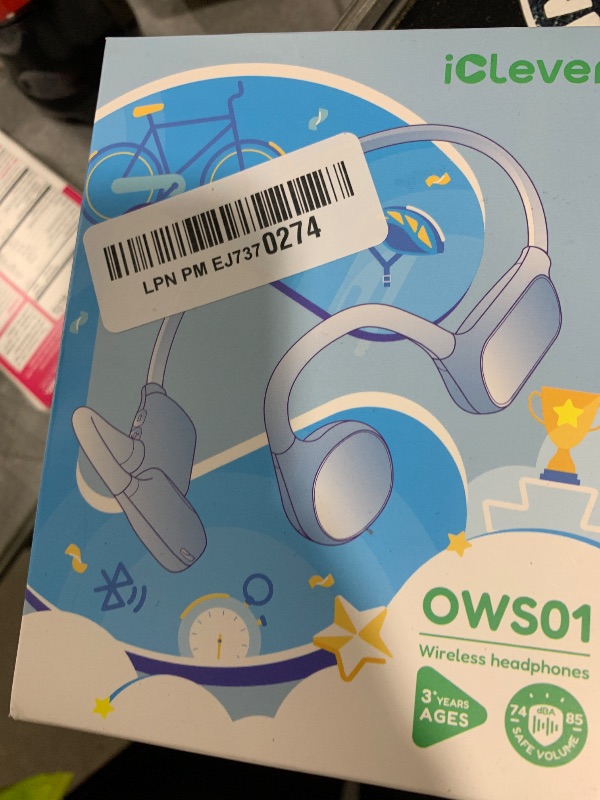 iClever
LPN PM EJ7370274
OWS01
Wireless headphones
3+YEARS
AGES
74 dBA 85
SAFE VOLUME